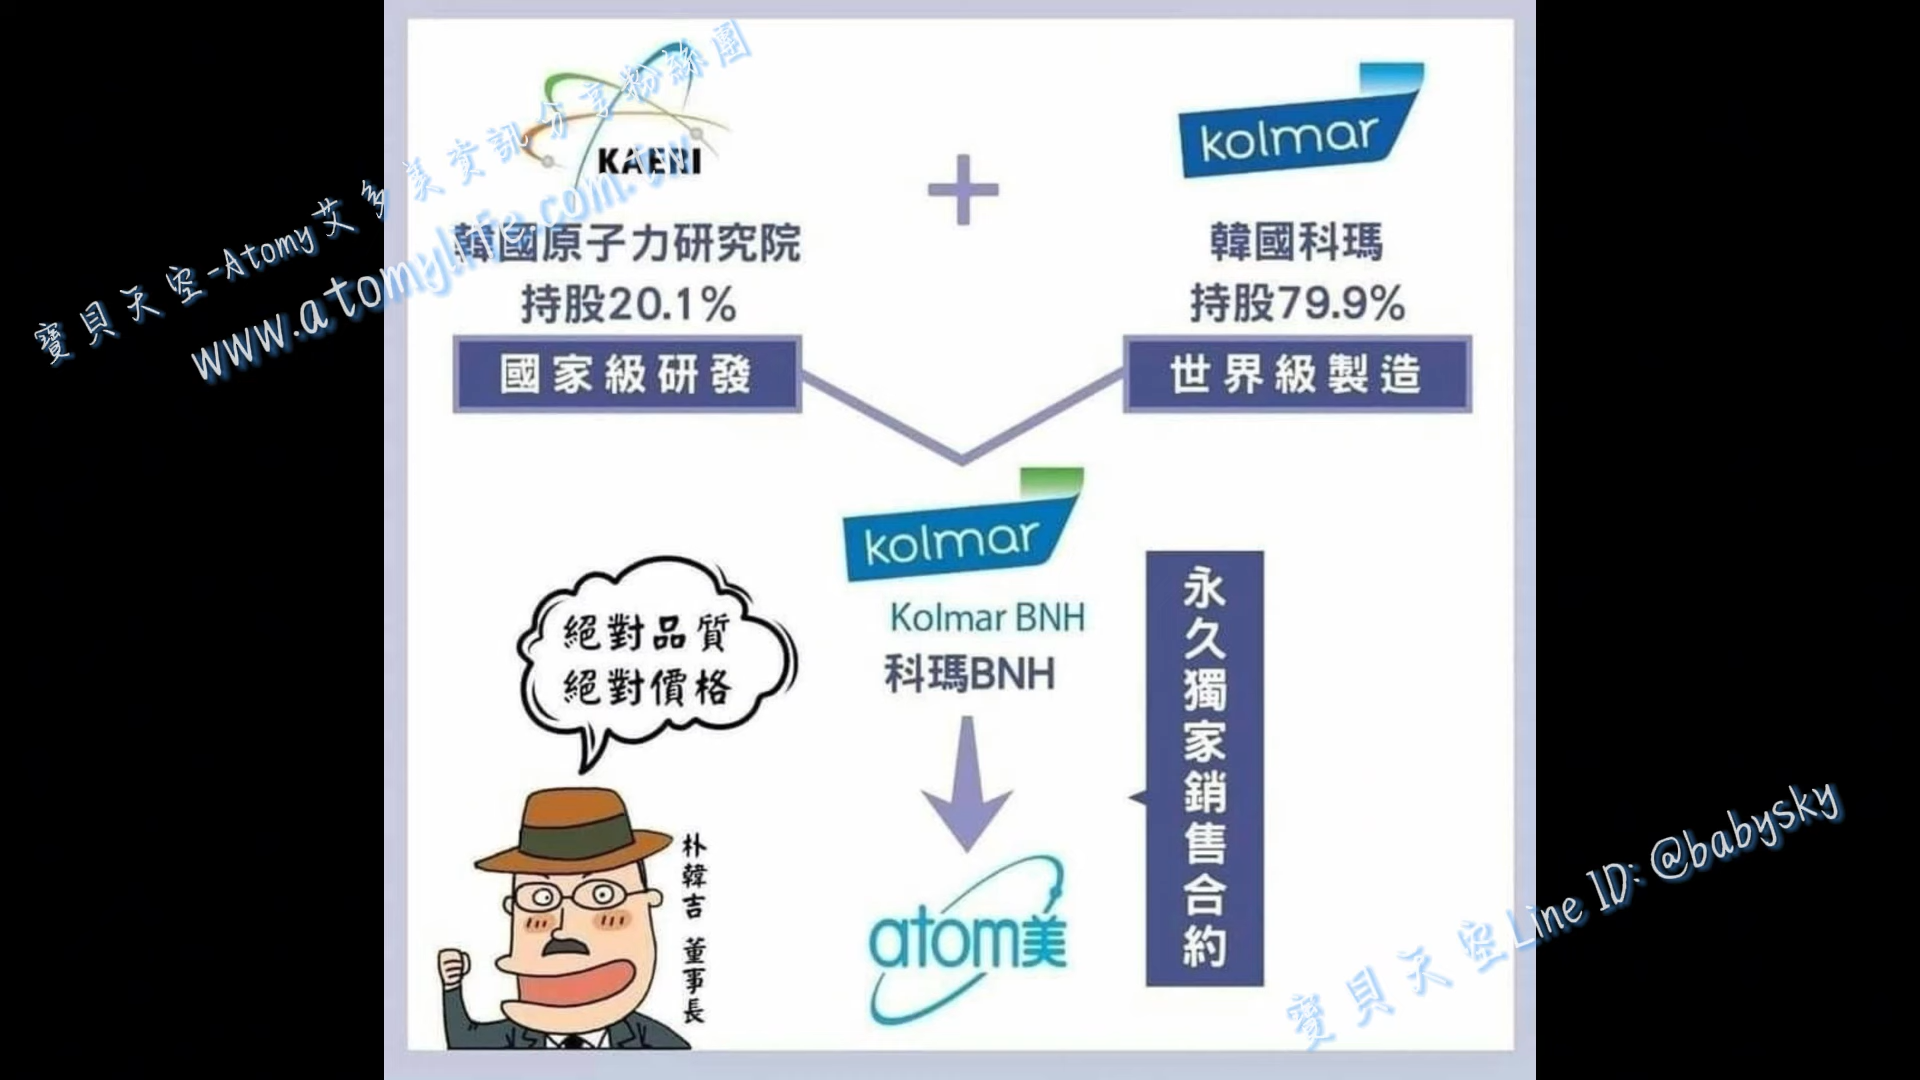 寶貝天空-Atomy艾多美資訊分享粉絲團
www.atomylife.com.tw
KAERI
韓國原子力研究院
持股20.1%
國家級研發
+
kolmar
韓國科瑪
持股79.9%
世界級製造
kolmar
Kolmar BNH
科瑪BNH
永久獨家銷售合約
絕對品質
絕對價格
朴韓吉 董事長
atom美
寶貝天空Line ID: @babysky